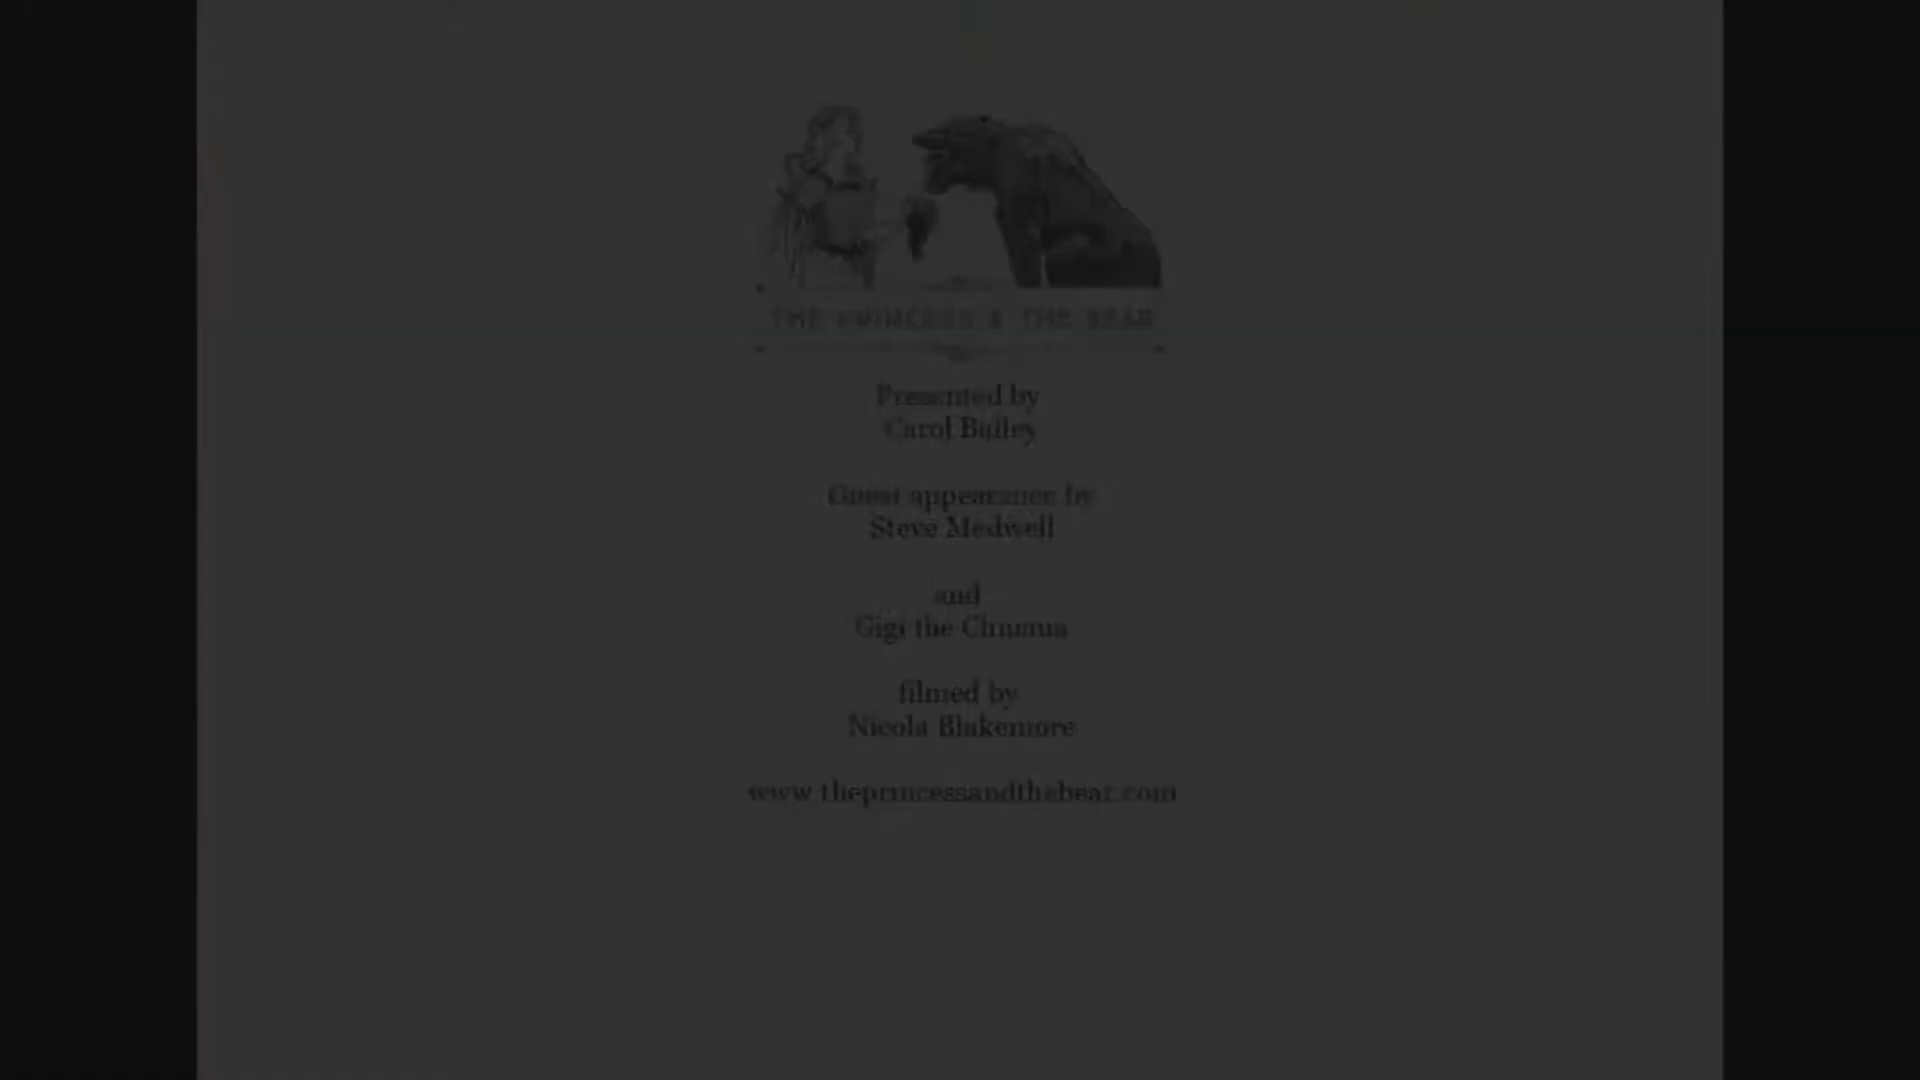 THE PRINCESS & THE BEAR
Presented by
Carol Bailey
Guest appearance by
Steve Medwell
and
Gigi the
filmed by
Nicola Blakemore
www.theprincessandthebear.com